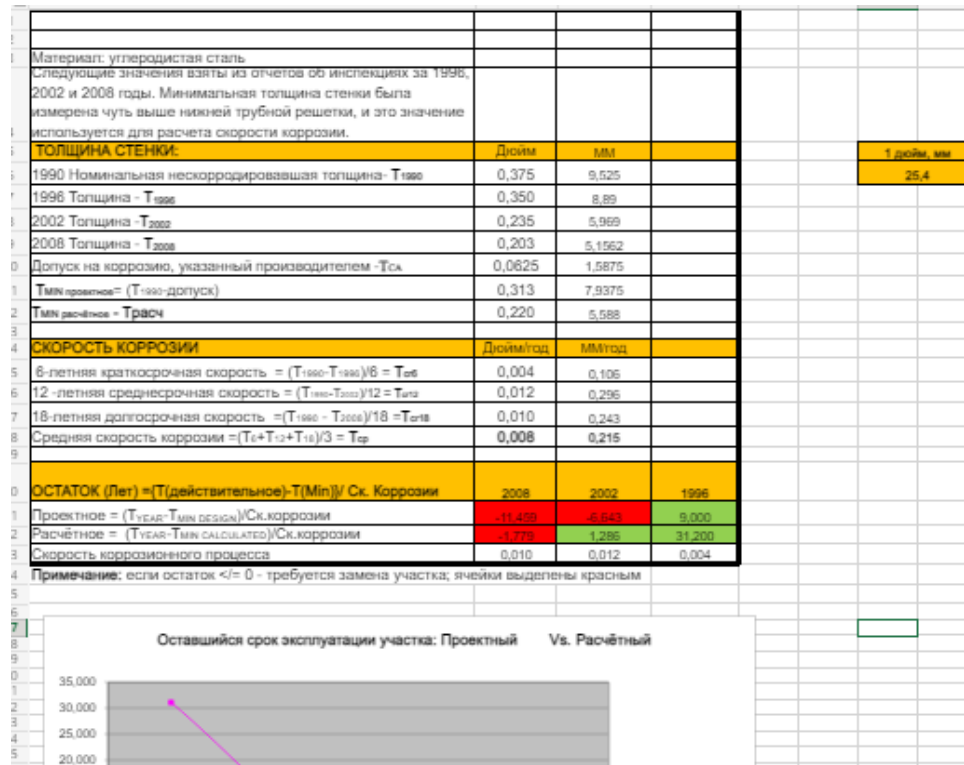 Материал: углеродистая сталь
Следующие значения взяты из отчетов об инспекциях за 1996,
2002 и 2008 годы. Минимальная толщина стенки была
измерена чуть выше нижней трубной решетки, и это значение
используется для расчета скорости коррозии.
ТОЛЩИНА СТЕНКИ: Дюйм ММ 1 дюйм, мм
1990 Номинальная нескорродировавшая толщина- T1990 0,375 9,525 25,4
1996 Толщина - T1996 0,350 8,89
2002 Толщина -T2002 0,235 5,969
2008 Толщина - T2008 0,203 5,1562
Допуск на коррозию, указанный производителем -TCA 0,0625 1,5875
TMIN проектное= (T1990-допуск) 0,313 7,9375
TMIN расчётное - Tрасч 0,220 5,588
СКОРОСТЬ КОРРОЗИИ Дюйм/год ММ/год
6-летняя краткосрочная скорость = (T1990-T1996)/6 = Tст6 0,004 0,106
12 -летняя среднесрочная скорость = (T1990-T2002)/12 = Tст12 0,012 0,296
18-летняя долгосрочная скорость =(T1990 - T2008)/18 =Tст18 0,010 0,243
Средняя скорость коррозии =(T6+T12+T18)/3 = Tср 0,008 0,215
ОСТАТОК (Лет) =[T(действительное)-T(Min)]/ Ск. Коррозии 2008 2002 1996
Проектное = (TYEAR-TMIN DESIGN)/Ск.коррозии -11,459 -6,643 9,000
Расчётное = (TYEAR-TMIN CALCULATED)/Ск.коррозии -1,779 1,286 31,200
Скорость коррозионного процесса 0,010 0,012 0,004
Примечание: если остаток </= 0 - требуется замена участка; ячейки выделены красным
Оставшийся срок эксплуатации участка: Проектный Vs. Расчётный
35,000
30,000
25,000
20,000